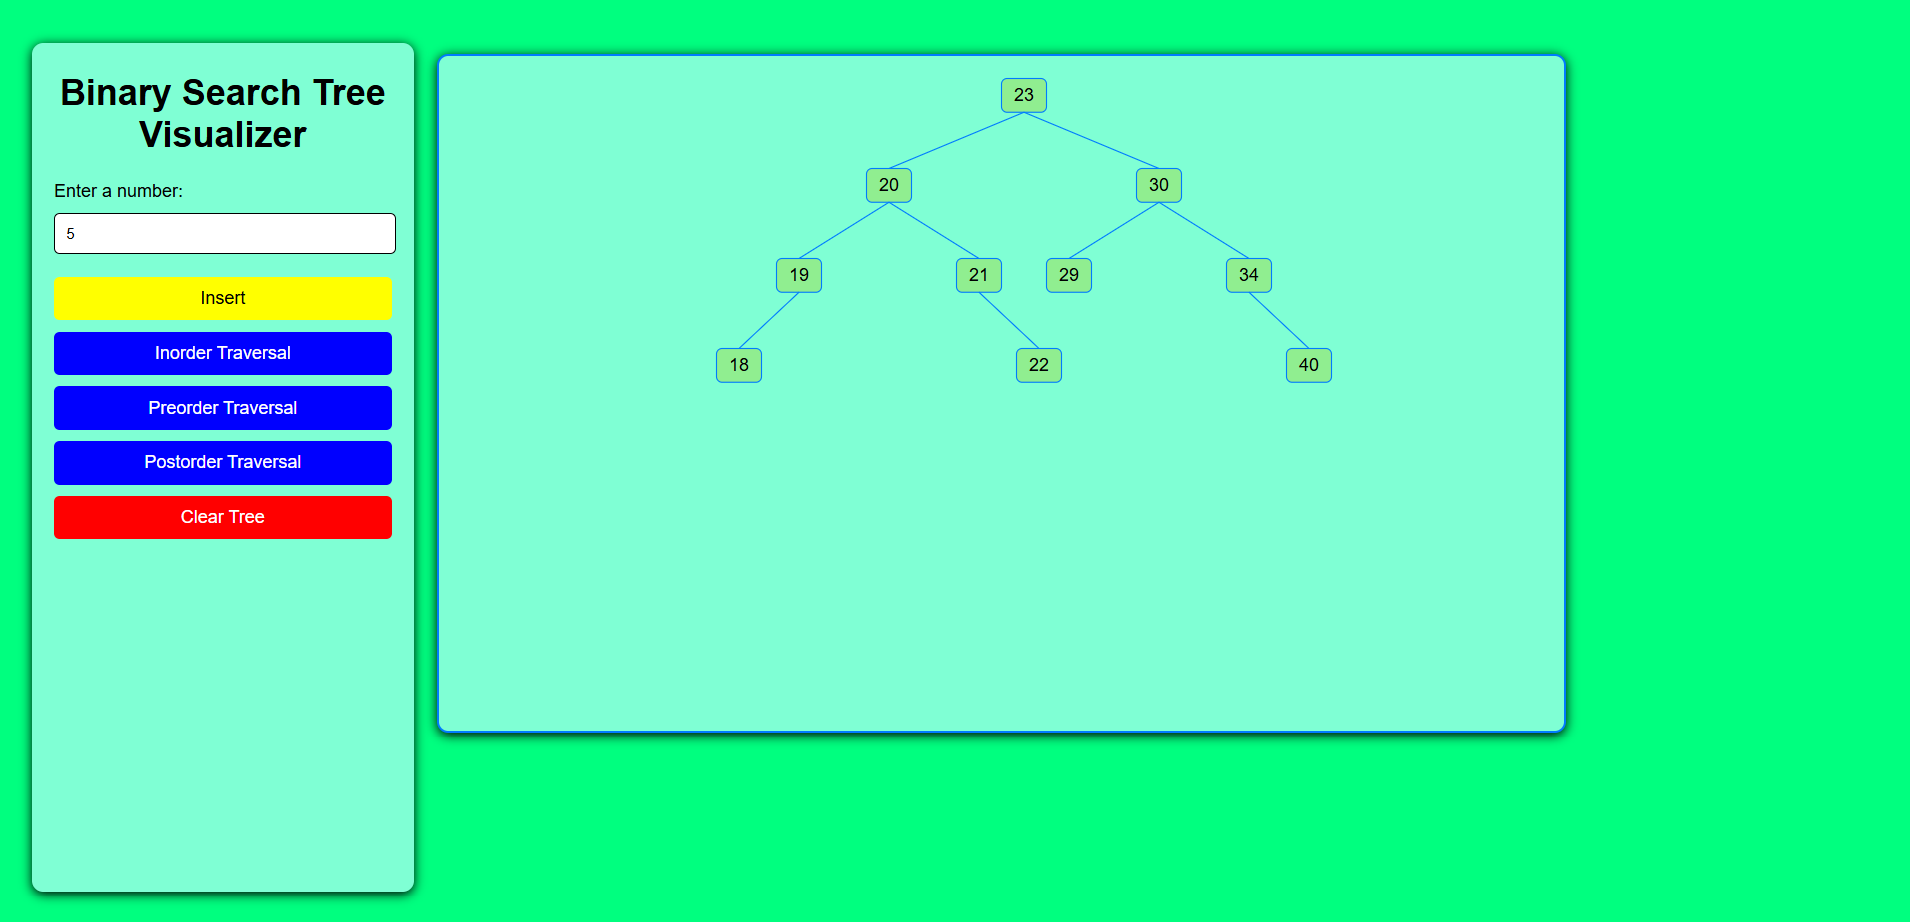 Binary Search Tree
Visualizer
Enter a number:
5
Insert
Inorder Traversal
Preorder Traversal
Postorder Traversal
Clear Tree
23
20
30
19
21
29
34
18
22
40